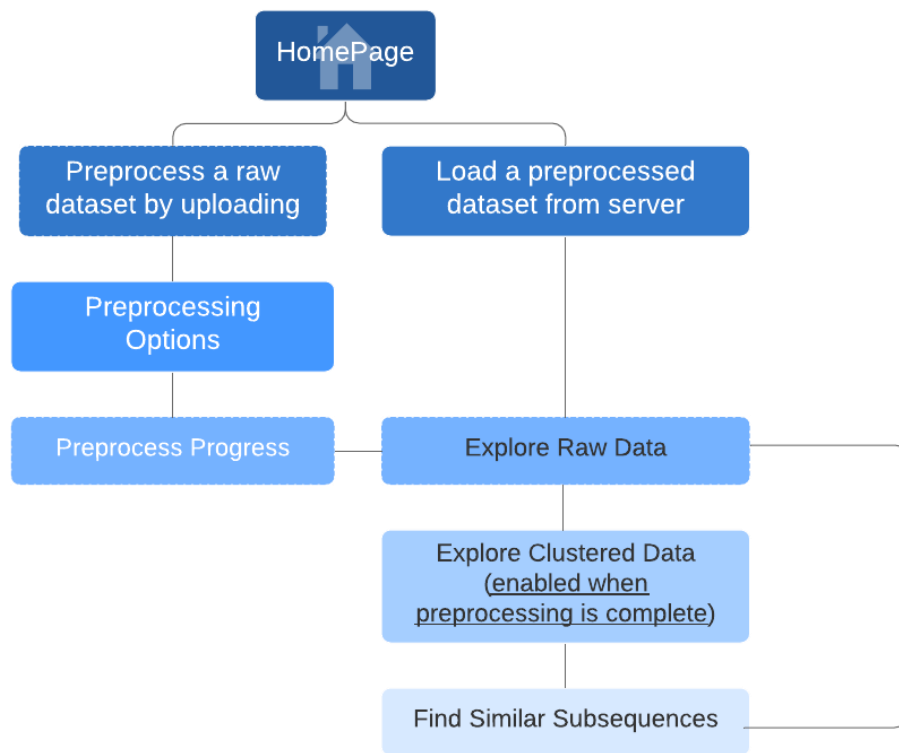 HomePage
Preprocess a raw
dataset by uploading
Load a preprocessed
dataset from server
Preprocessing
Options
Preprocess Progress
Explore Raw Data
Explore Clustered Data
(enabled when
preprocessing is complete)
Find Similar Subsequences